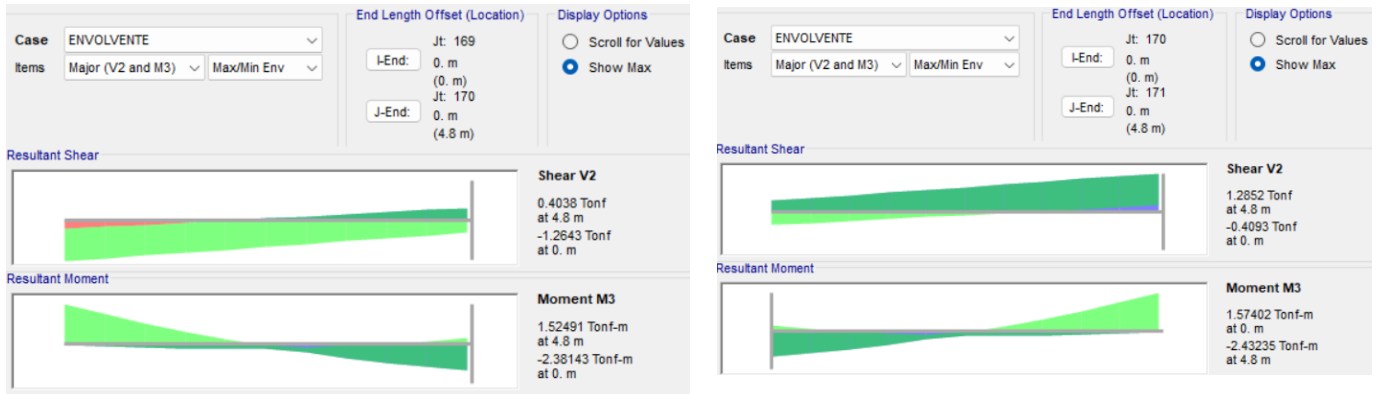 End Length Offset (Location)
Display Options
Case
ENVOLVENTE
Items
Major (V2 and M3)
Max/Min Env
I-End:
Jt: 169
0. m
(0. m)
J-End:
Jt: 170
0. m
(4.8 m)
Scroll for Values
Show Max
Resultant Shear
Shear V2
0.4038 Tonf
at 4.8 m
-1.2643 Tonf
at 0. m
Resultant Moment
Moment M3
1.52491 Tonf-m
at 4.8 m
-2.38143 Tonf-m
at 0. m
End Length Offset (Location)
Display Options
Case
ENVOLVENTE
Items
Major (V2 and M3)
Max/Min Env
I-End:
Jt: 170
0. m
(0. m)
J-End:
Jt: 171
0. m
(4.8 m)
Scroll for Values
Show Max
Resultant Shear
Shear V2
1.2852 Tonf
at 4.8 m
-0.4093 Tonf
at 0. m
Resultant Moment
Moment M3
1.57402 Tonf-m
at 0. m
-2.43235 Tonf-m
at 4.8 m